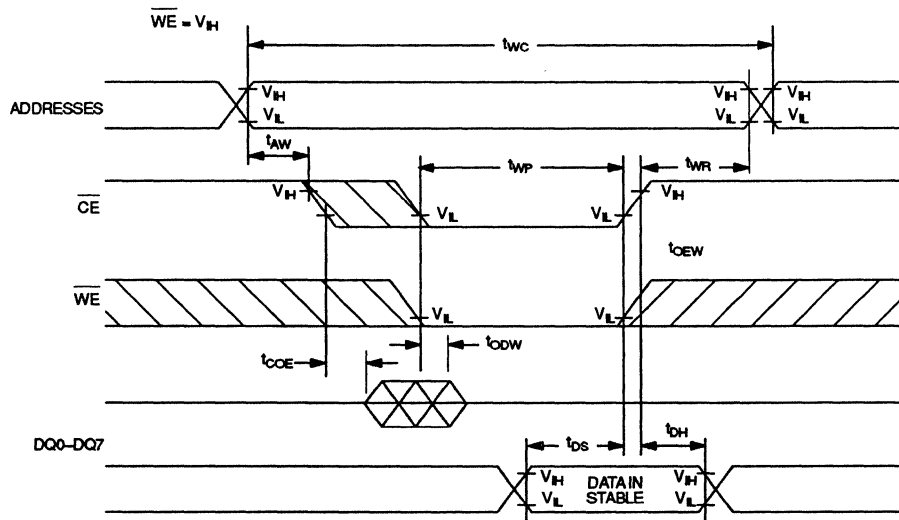 WE = VIH
tWC
ADDRESSES
VIH
VIH
VIH
VIL
VIL
VIL
tAW
tWP
tWR
CE
VIH
VIL
VIL
VIH
tOEW
WE
VIL
VIL
tCOE
tODW
DQ0–DQ7
tDS
tDH
VIH
DATA IN
VIH
VIL
STABLE
VIL